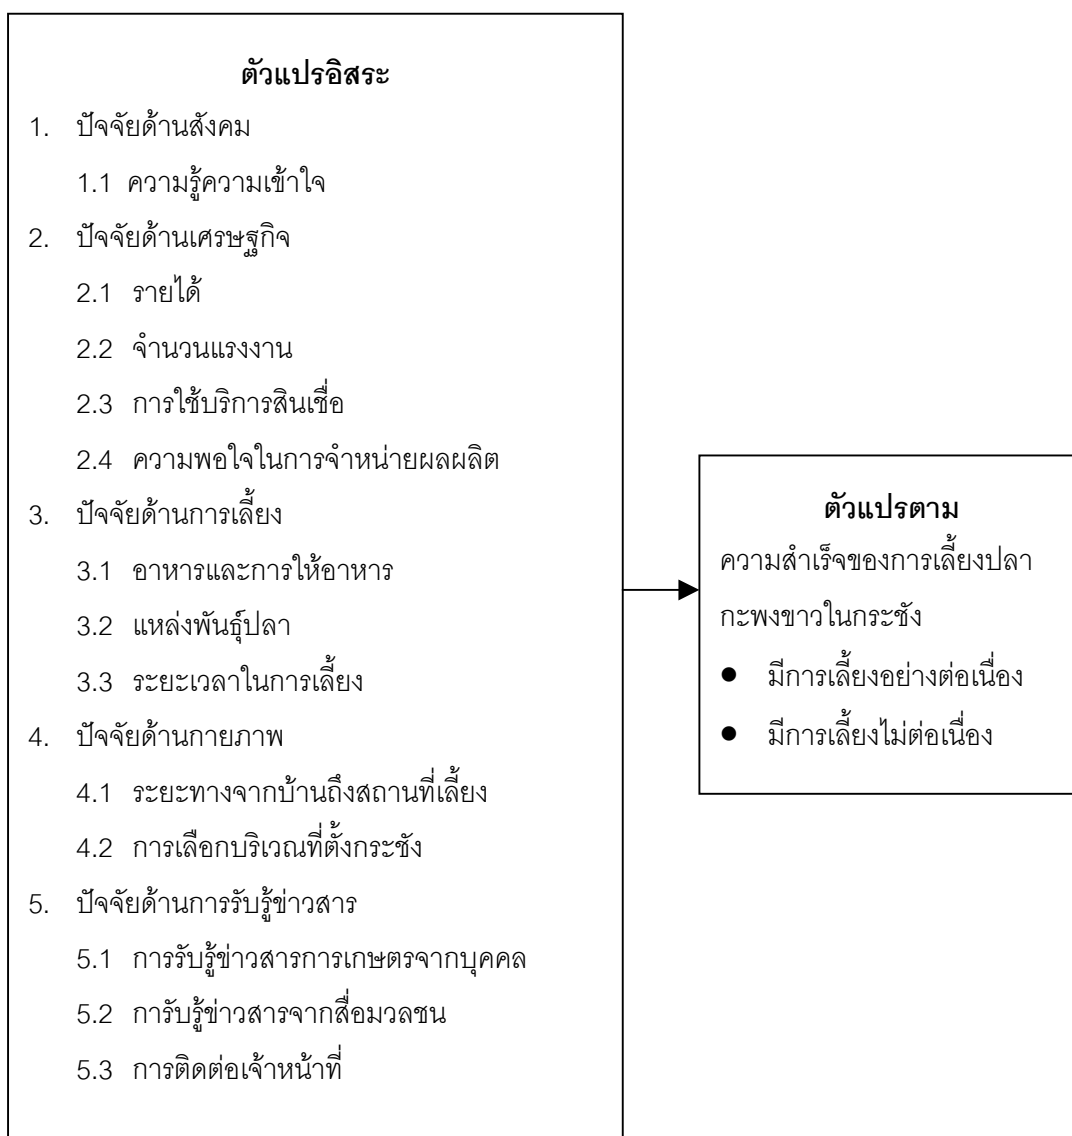 ตัวแปรอิสระ
1. ปัจจัยด้านสังคม
1.1 ความรู้ความเข้าใจ
2. ปัจจัยด้านเศรษฐกิจ
2.1 รายได้
2.2 จำนวนแรงงาน
2.3 การใช้บริการสินเชื่อ
2.4 ความพอใจในการจำหน่ายผลผลิต
3. ปัจจัยด้านการเลี้ยง
3.1 อาหารและการให้อาหาร
3.2 แหล่งพันธุ์ปลา
3.3 ระยะเวลาในการเลี้ยง
4. ปัจจัยด้านกายภาพ
4.1 ระยะทางจากบ้านถึงสถานที่เลี้ยง
4.2 การเลือกบริเวณที่ตั้งกระชัง
5. ปัจจัยด้านการรับรู้ข่าวสาร
5.1 การรับรู้ข่าวสารการเกษตรจากบุคคล
5.2 การับรู้ข่าวสารจากสื่อมวลชน
5.3 การติดต่อเจ้าหน้าที่
ตัวแปรตาม
ความสำเร็จของการเลี้ยงปลา
กะพงขาวในกระชัง
● มีการเลี้ยงอย่างต่อเนื่อง
● มีการเลี้ยงไม่ต่อเนื่อง